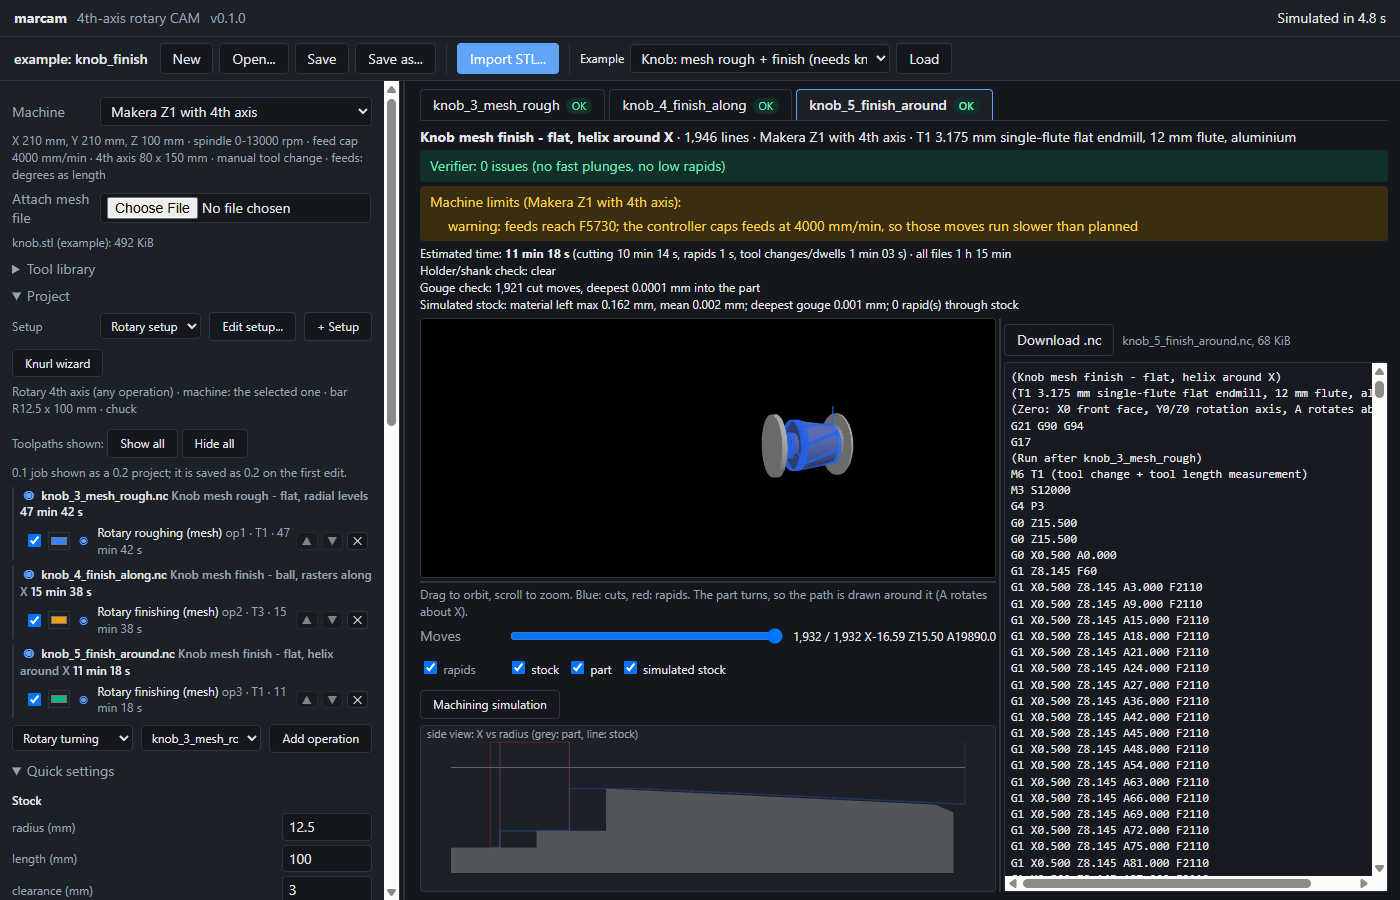 marcam 4th-axis rotary CAM v0.1.0
Simulated in 4.8 s
example: knob_finish New Open... Save Save as... Import STL... Example Knob: mesh rough + finish (needs kn Load
Machine Makera Z1 with 4th axis
X 210 mm, Y 210 mm, Z 100 mm · spindle 0-13000 rpm · feed cap
4000 mm/min · 4th axis 80 x 150 mm · manual tool change · feeds:
degrees as length
Attach mesh
file
Choose File No file chosen
knob.stl (example): 492 KiB
Tool library
Project
Setup Rotary setup Edit setup... + Setup
Knurl wizard
Rotary 4th axis (any operation) · machine: the selected one · bar
R12.5 x 100 mm · chuck
Toolpaths shown: Show all Hide all
0.1 job shown as a 0.2 project; it is saved as 0.2 on the first edit.
knob_3_mesh_rough.nc Knob mesh rough - flat, radial levels
47 min 42 s
Rotary roughing (mesh) op1 · T1 · 47
min 42 s
knob_4_finish_along.nc Knob mesh finish - ball, rasters along
X 15 min 38 s
Rotary finishing (mesh) op2 · T3 · 15
min 38 s
knob_5_finish_around.nc Knob mesh finish - flat, helix
around X 11 min 18 s
Rotary finishing (mesh) op3 · T1 · 11
min 18 s
Rotary turning knob_3_mesh_rc Add operation
Quick settings
Stock
radius (mm) 12.5
length (mm) 100
clearance (mm) 3
knob_3_mesh_rough OK knob_4_finish_along OK knob_5_finish_around OK
Knob mesh finish - flat, helix around X · 1,946 lines · Makera Z1 with 4th axis · T1 3.175 mm single-flute flat endmill, 12 mm flute, aluminium
Verifier: 0 issues (no fast plunges, no low rapids)
Machine limits (Makera Z1 with 4th axis):
warning: feeds reach F5730; the controller caps feeds at 4000 mm/min, so those moves run slower than planned
Estimated time: 11 min 18 s (cutting 10 min 14 s, rapids 1 s, tool changes/dwells 1 min 03 s) · all files 1 h 15 min
Holder/shank check: clear
Gouge check: 1,921 cut moves, deepest 0.0001 mm into the part
Simulated stock: material left max 0.162 mm, mean 0.002 mm; deepest gouge 0.001 mm; 0 rapid(s) through stock
Drag to orbit, scroll to zoom. Blue: cuts, red: rapids. The part turns, so the path is drawn around it (A rotates
about X).
Moves 1,932 / 1,932 X-16.59 Z15.50 A19890.0
rapids stock part simulated stock
Machining simulation
side view: X vs radius (grey: part, line: stock)
Download .nc knob_5_finish_around.nc, 68 KiB
(Knob mesh finish - flat, helix around X)
(T1 3.175 mm single-flute flat endmill, 12 mm flute, al
(Zero: X0 front face, Y0/Z0 rotation axis, A rotates ab
G21 G90 G94
G17
(Run after knob_3_mesh_rough)
M6 T1 (tool change + tool length measurement)
M3 S12000
G4 P3
G0 Z15.500
G0 Z15.500
G0 X0.500 A0.000
G1 Z8.145 F60
G1 X0.500 Z8.145 A3.000 F2110
G1 X0.500 Z8.145 A9.000 F2110
G1 X0.500 Z8.145 A15.000 F2110
G1 X0.500 Z8.145 A18.000 F2110
G1 X0.500 Z8.145 A21.000 F2110
G1 X0.500 Z8.145 A24.000 F2110
G1 X0.500 Z8.145 A27.000 F2110
G1 X0.500 Z8.145 A36.000 F2110
G1 X0.500 Z8.145 A42.000 F2110
G1 X0.500 Z8.145 A45.000 F2110
G1 X0.500 Z8.145 A48.000 F2110
G1 X0.500 Z8.145 A54.000 F2110
G1 X0.500 Z8.145 A63.000 F2110
G1 X0.500 Z8.145 A66.000 F2110
G1 X0.500 Z8.145 A69.000 F2110
G1 X0.500 Z8.145 A72.000 F2110
G1 X0.500 Z8.145 A75.000 F2110
G1 X0.500 Z8.145 A81.000 F2110